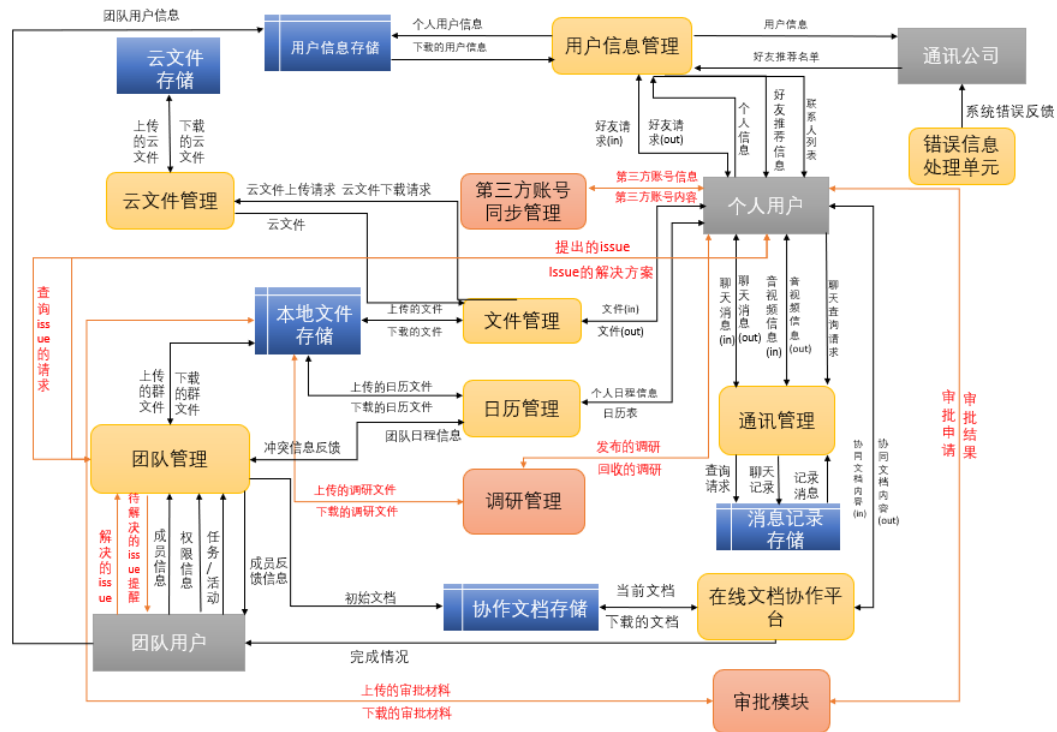 团队用户信息
个人用户信息
用户信息
用户信息存储
下载的用户信息
用户信息管理
好友推荐名单
通讯公司
云文件
存储
系统错误反馈
上传
的云
文件
下载
的云
文件
好友请
求(in)
好友请
求(out)
个人信息
好友推荐信息
联系人列表
错误信息
处理单元
云文件管理
云文件上传请求
云文件下载请求
云文件
第三方账号
同步管理
第三方账号信息
第三方账号内容
个人用户
提出的issue
Issue的解决方案
查询issue的请求
本地文件
存储
上传的文件
下载的文件
文件管理
文件(in)
文件(out)
聊天消息(in)
聊天消息(out)
音视频信息(in)
音视频信息(out)
聊天查询请求
上传
的群
文件
下载
的群
文件
上传的日历文件
下载的日历文件
日历管理
个人日程信息
日历表
通讯管理
审批申请
审批结果
团队管理
冲突信息反馈
团队日程信息
发布的调研
回收的调研
上传的调研文件
下载的调研文件
调研管理
查询
请求
聊天
记录
记录
消息
协同文档内容(in)
协同文档内容(out)
消息记录
存储
解决的issue
待解决的issue提醒
成员信息
权限信息
任务/活动
成员反
馈信息
初始文档
协作文档存储
当前文档
下载的文档
在线文档协作平
台
团队用户
完成情况
上传的审批材料
下载的审批材料
审批模块